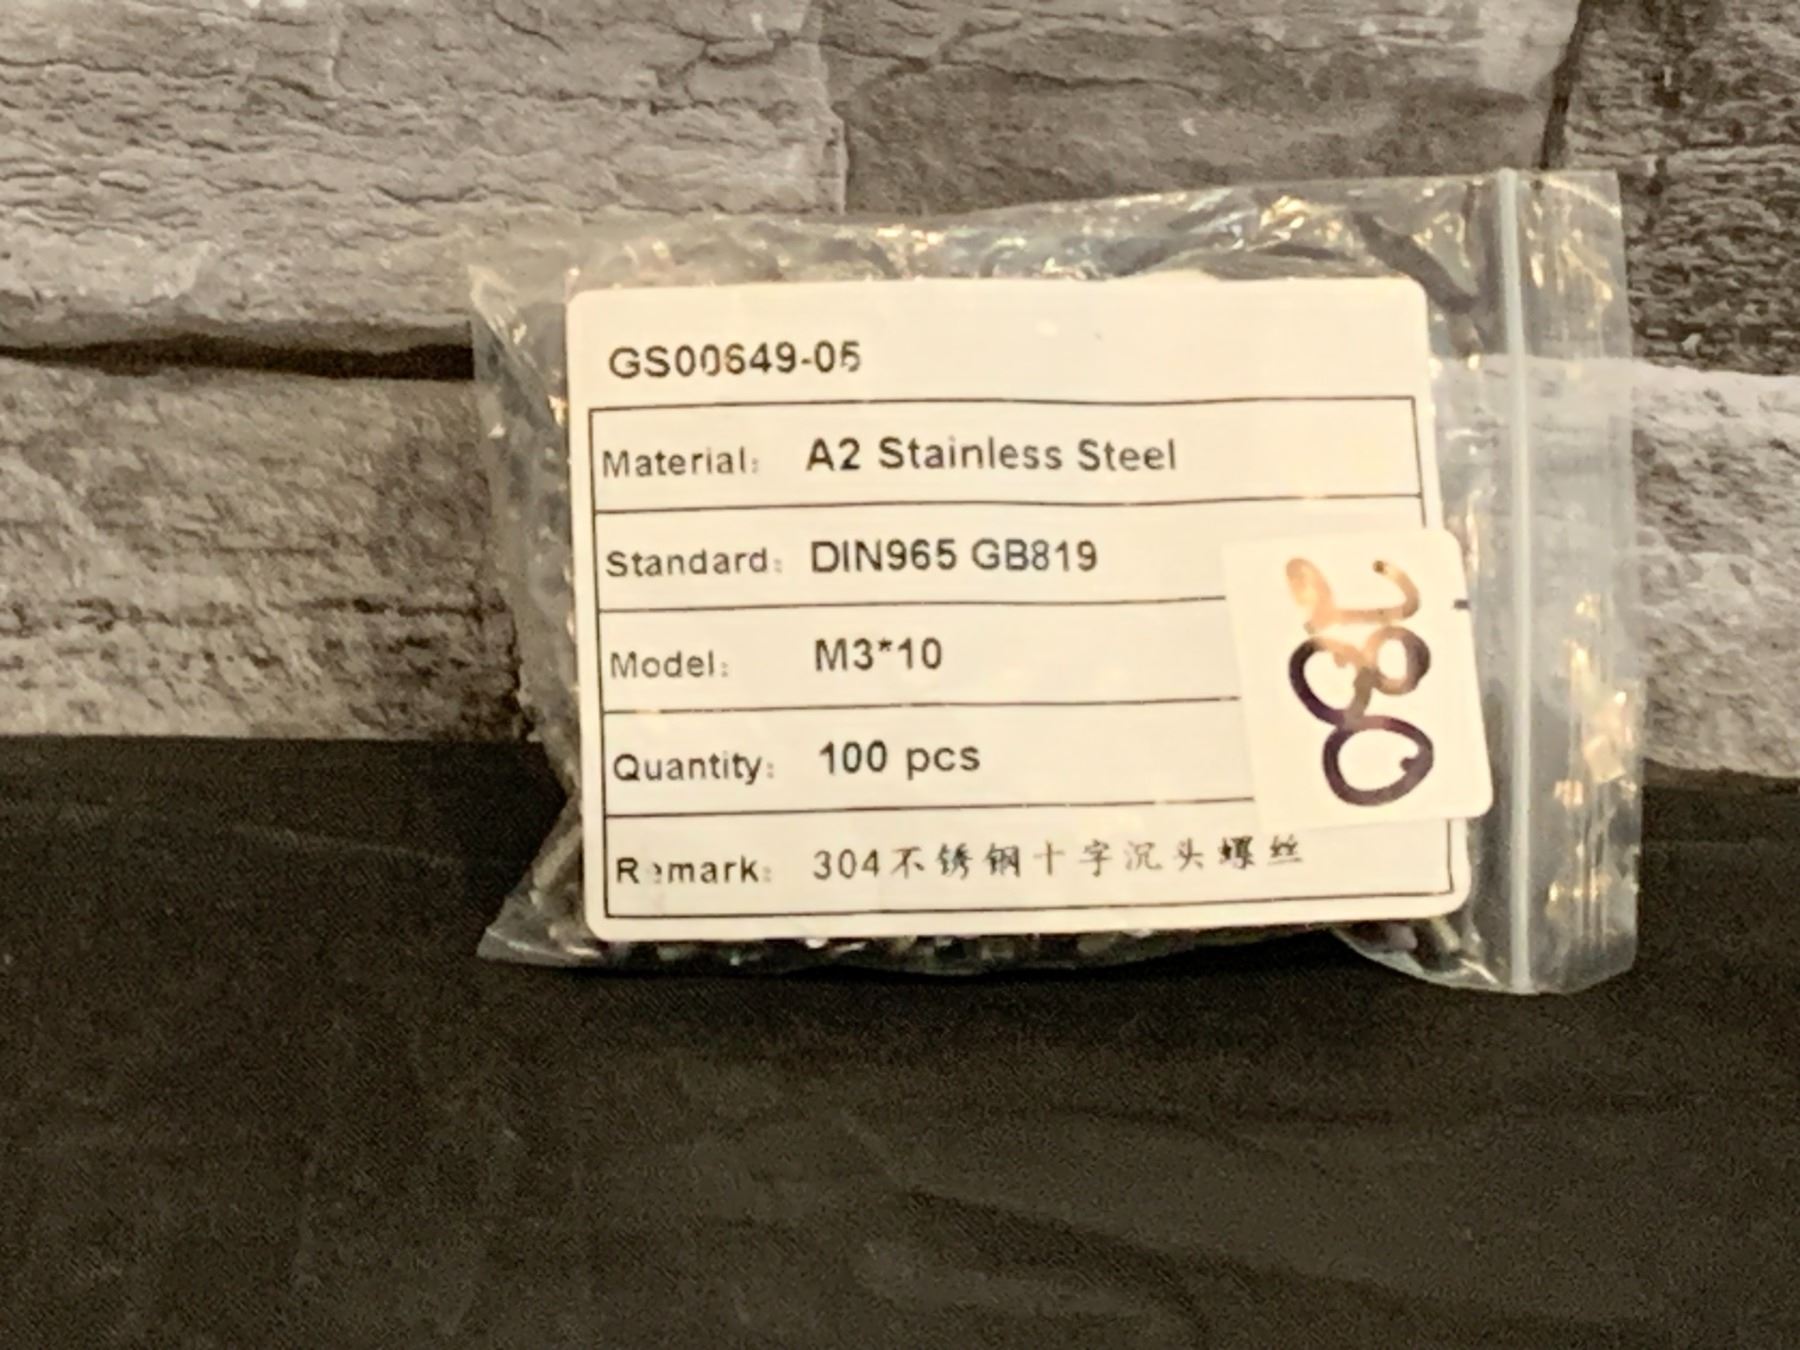 GS00649-05
Material: A2 Stainless Steel
Standard: DIN965 GB819
Model: M3*10
Quantity: 100 pcs
Remark: 304不锈钢十字沉头螺丝
280